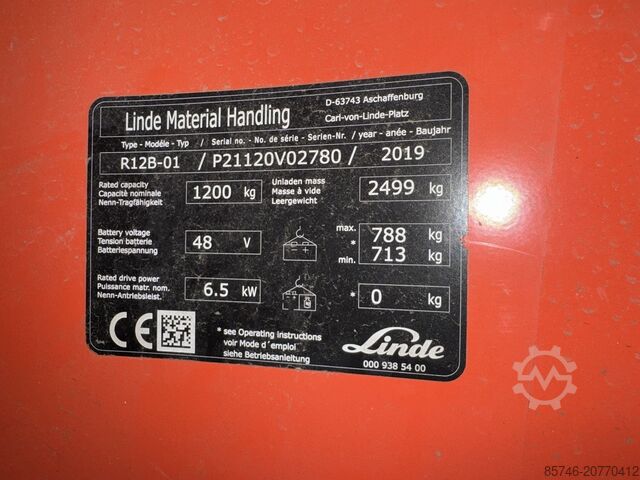 Linde Material Handling
D-63743 Aschaffenburg
Carl-von-Linde-Platz
Type - Modèle - Typ / Serial no. - No. de série - Serien-Nr. / year - anée - Baujahr
R12B-01 / P21120V02780 / 2019
Rated capacity
Capacité nominale
Nenn-Tragfähigkeit
1200 kg
Unladen mass
Masse à vide
Leergewicht
2499 kg
Battery voltage
Tension batterie
Batteriespannung
48 V
max. 788 kg
*
min. 713 kg
Rated drive power
Puissance matr. nom.
Nenn-Antriebsleist.
6.5 kW
* 0 kg
CE
* see Operating instructions
voir Mode d´emploi
siehe Betriebsanleitung
Linde
000 938 54 00
85746-20770412